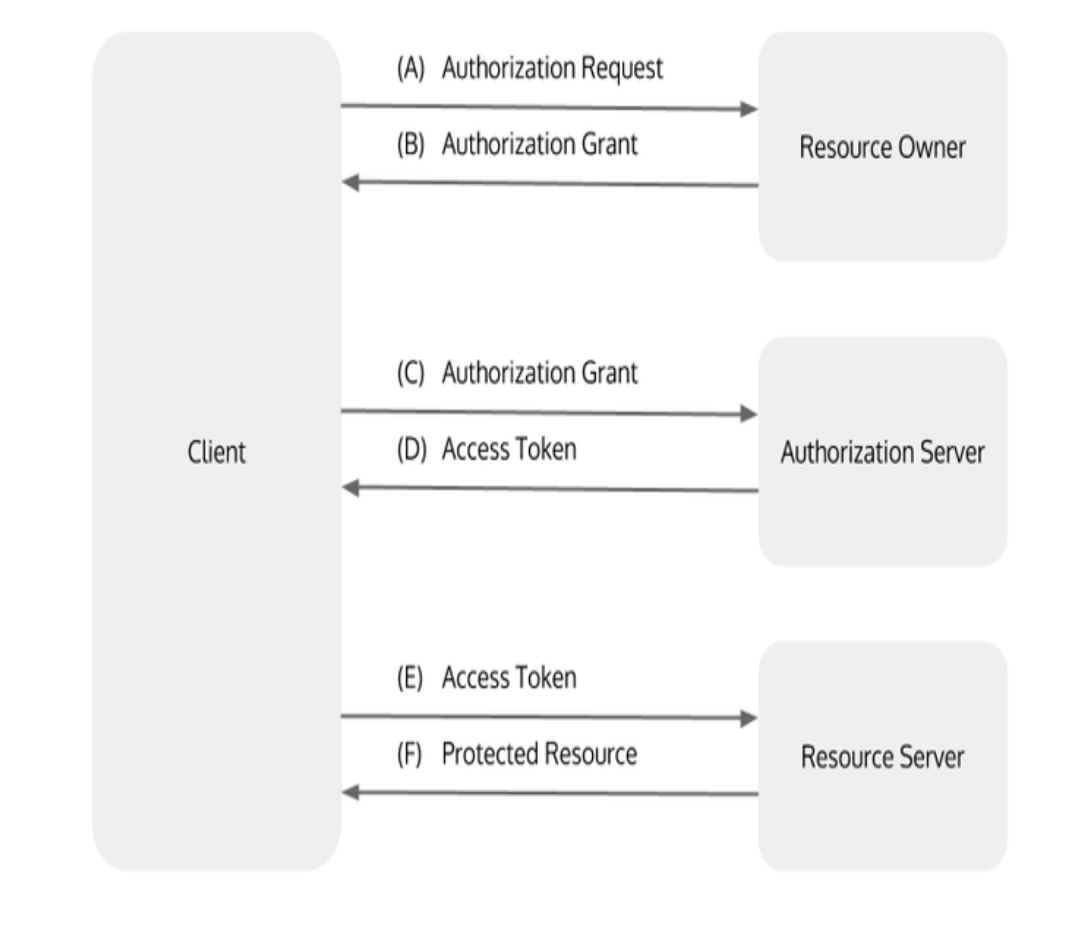 (A) Authorization Request
(B) Authorization Grant
Resource Owner
(C) Authorization Grant
Client
(D) Access Token
Authorization Server
(E) Access Token
(F) Protected Resource
Resource Server